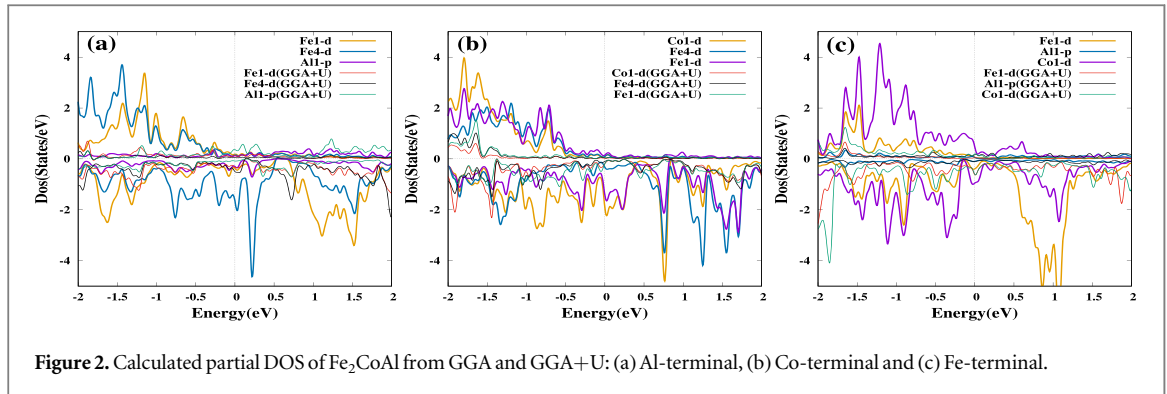 (a)
Fe1-d
Fe4-d
Al1-p
Fe1-d(GGA+U)
Fe4-d(GGA+U)
Al1-p(GGA+U)
Dos(States/eV)
4
2
0
-2
-4
-2 -1.5 -1 -0.5 0 0.5 1 1.5 2
Energy(eV)
(b)
Co1-d
Fe4-d
Fe1-d
Co1-d(GGA+U)
Fe4-d(GGA+U)
Fe1-d(GGA+U)
Dos(States/eV)
4
2
0
-2
-4
-2 -1.5 -1 -0.5 0 0.5 1 1.5 2
Energy(eV)
(c)
Fe1-d
Al1-p
Co1-d
Fe1-d(GGA+U)
Al1-p(GGA+U)
Co1-d(GGA+U)
Dos(States/eV)
4
2
0
-2
-4
-2 -1.5 -1 -0.5 0 0.5 1 1.5 2
Energy(eV)
Figure 2. Calculated partial DOS of Fe₂CoAl from GGA and GGA+U: (a) Al-terminal, (b) Co-terminal and (c) Fe-terminal.